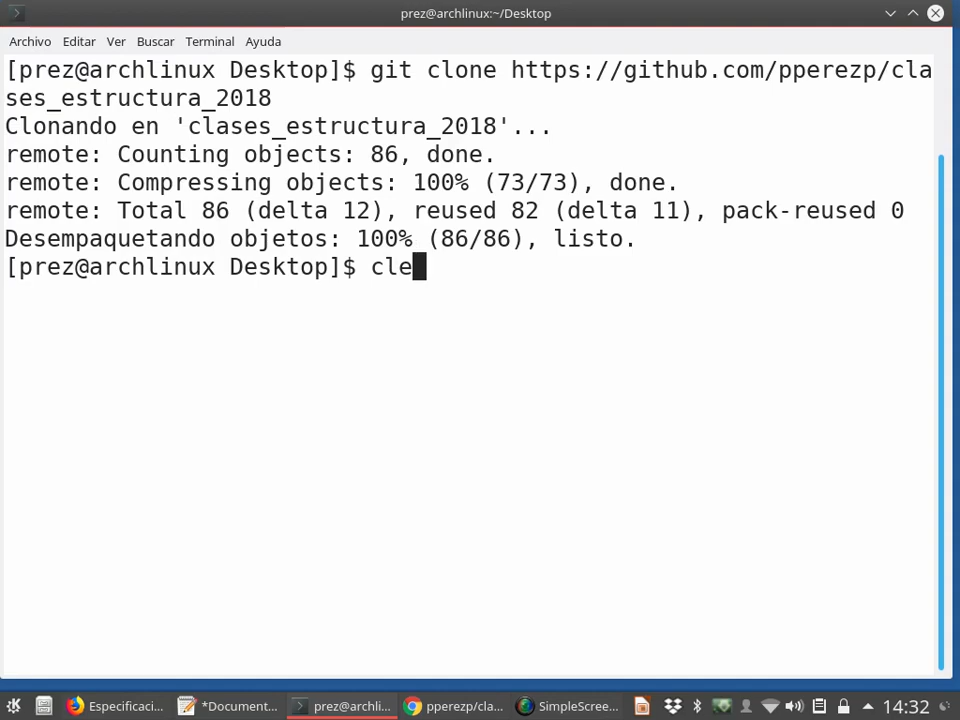 prez@archlinux:~/Desktop
Archivo Editar Ver Buscar Terminal Ayuda
[prez@archlinux Desktop]$ git clone https://github.com/pperezp/cla
ses_estructura_2018
Clonando en 'clases_estructura_2018'...
remote: Counting objects: 86, done.
remote: Compressing objects: 100% (73/73), done.
remote: Total 86 (delta 12), reused 82 (delta 11), pack-reused 0
Desempaquetando objetos: 100% (86/86), listo.
[prez@archlinux Desktop]$ cle
Especificaci... *Document... prez@archli... pperezp/cla... SimpleScree... 14:32